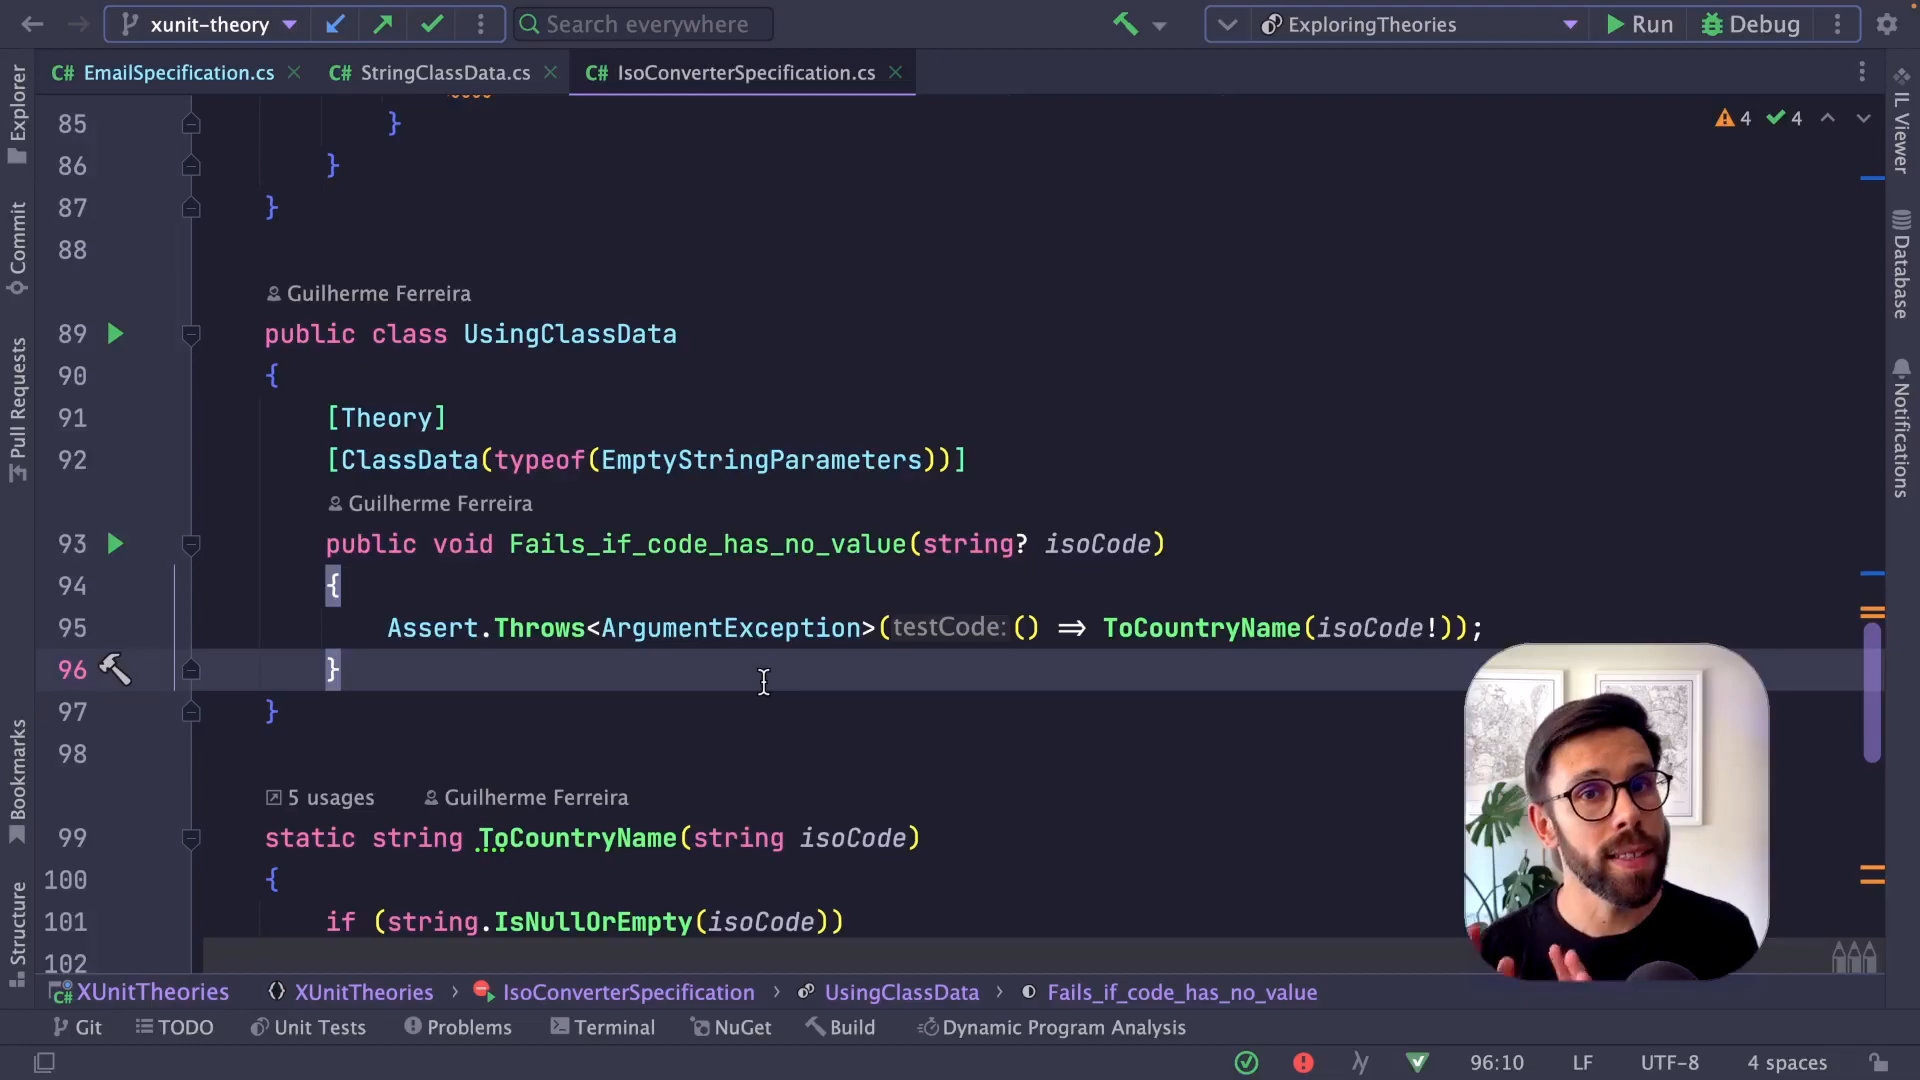 xunit-theory
Search everywhere
ExploringTheories
Run
Debug
C# EmailSpecification.cs
C# StringClassData.cs
C# IsoConverterSpecification.cs
Explorer
Commit
Pull Requests
Bookmarks
Structure
IL Viewer
Database
Notifications
4
4
85 }
86 }
87 }
88
Guilherme Ferreira
89 public class UsingClassData
90 {
91 [Theory]
92 [ClassData(typeof(EmptyStringParameters))]
Guilherme Ferreira
93 public void Fails_if_code_has_no_value(string? isoCode)
94 {
95 Assert.Throws<ArgumentException>(testCode: () ⇒ ToCountryName(isoCode!));
96 }
97 }
98
5 usages Guilherme Ferreira
99 static string ToCountryName(string isoCode)
100 {
101 if (string.IsNullOrEmpty(isoCode))
102
C# XUnitTheories XUnitTheories › IsoConverterSpecification › UsingClassData › Fails_if_code_has_no_value
Git TODO Unit Tests Problems Terminal NuGet Build Dynamic Program Analysis
96:10 LF UTF-8 4 spaces